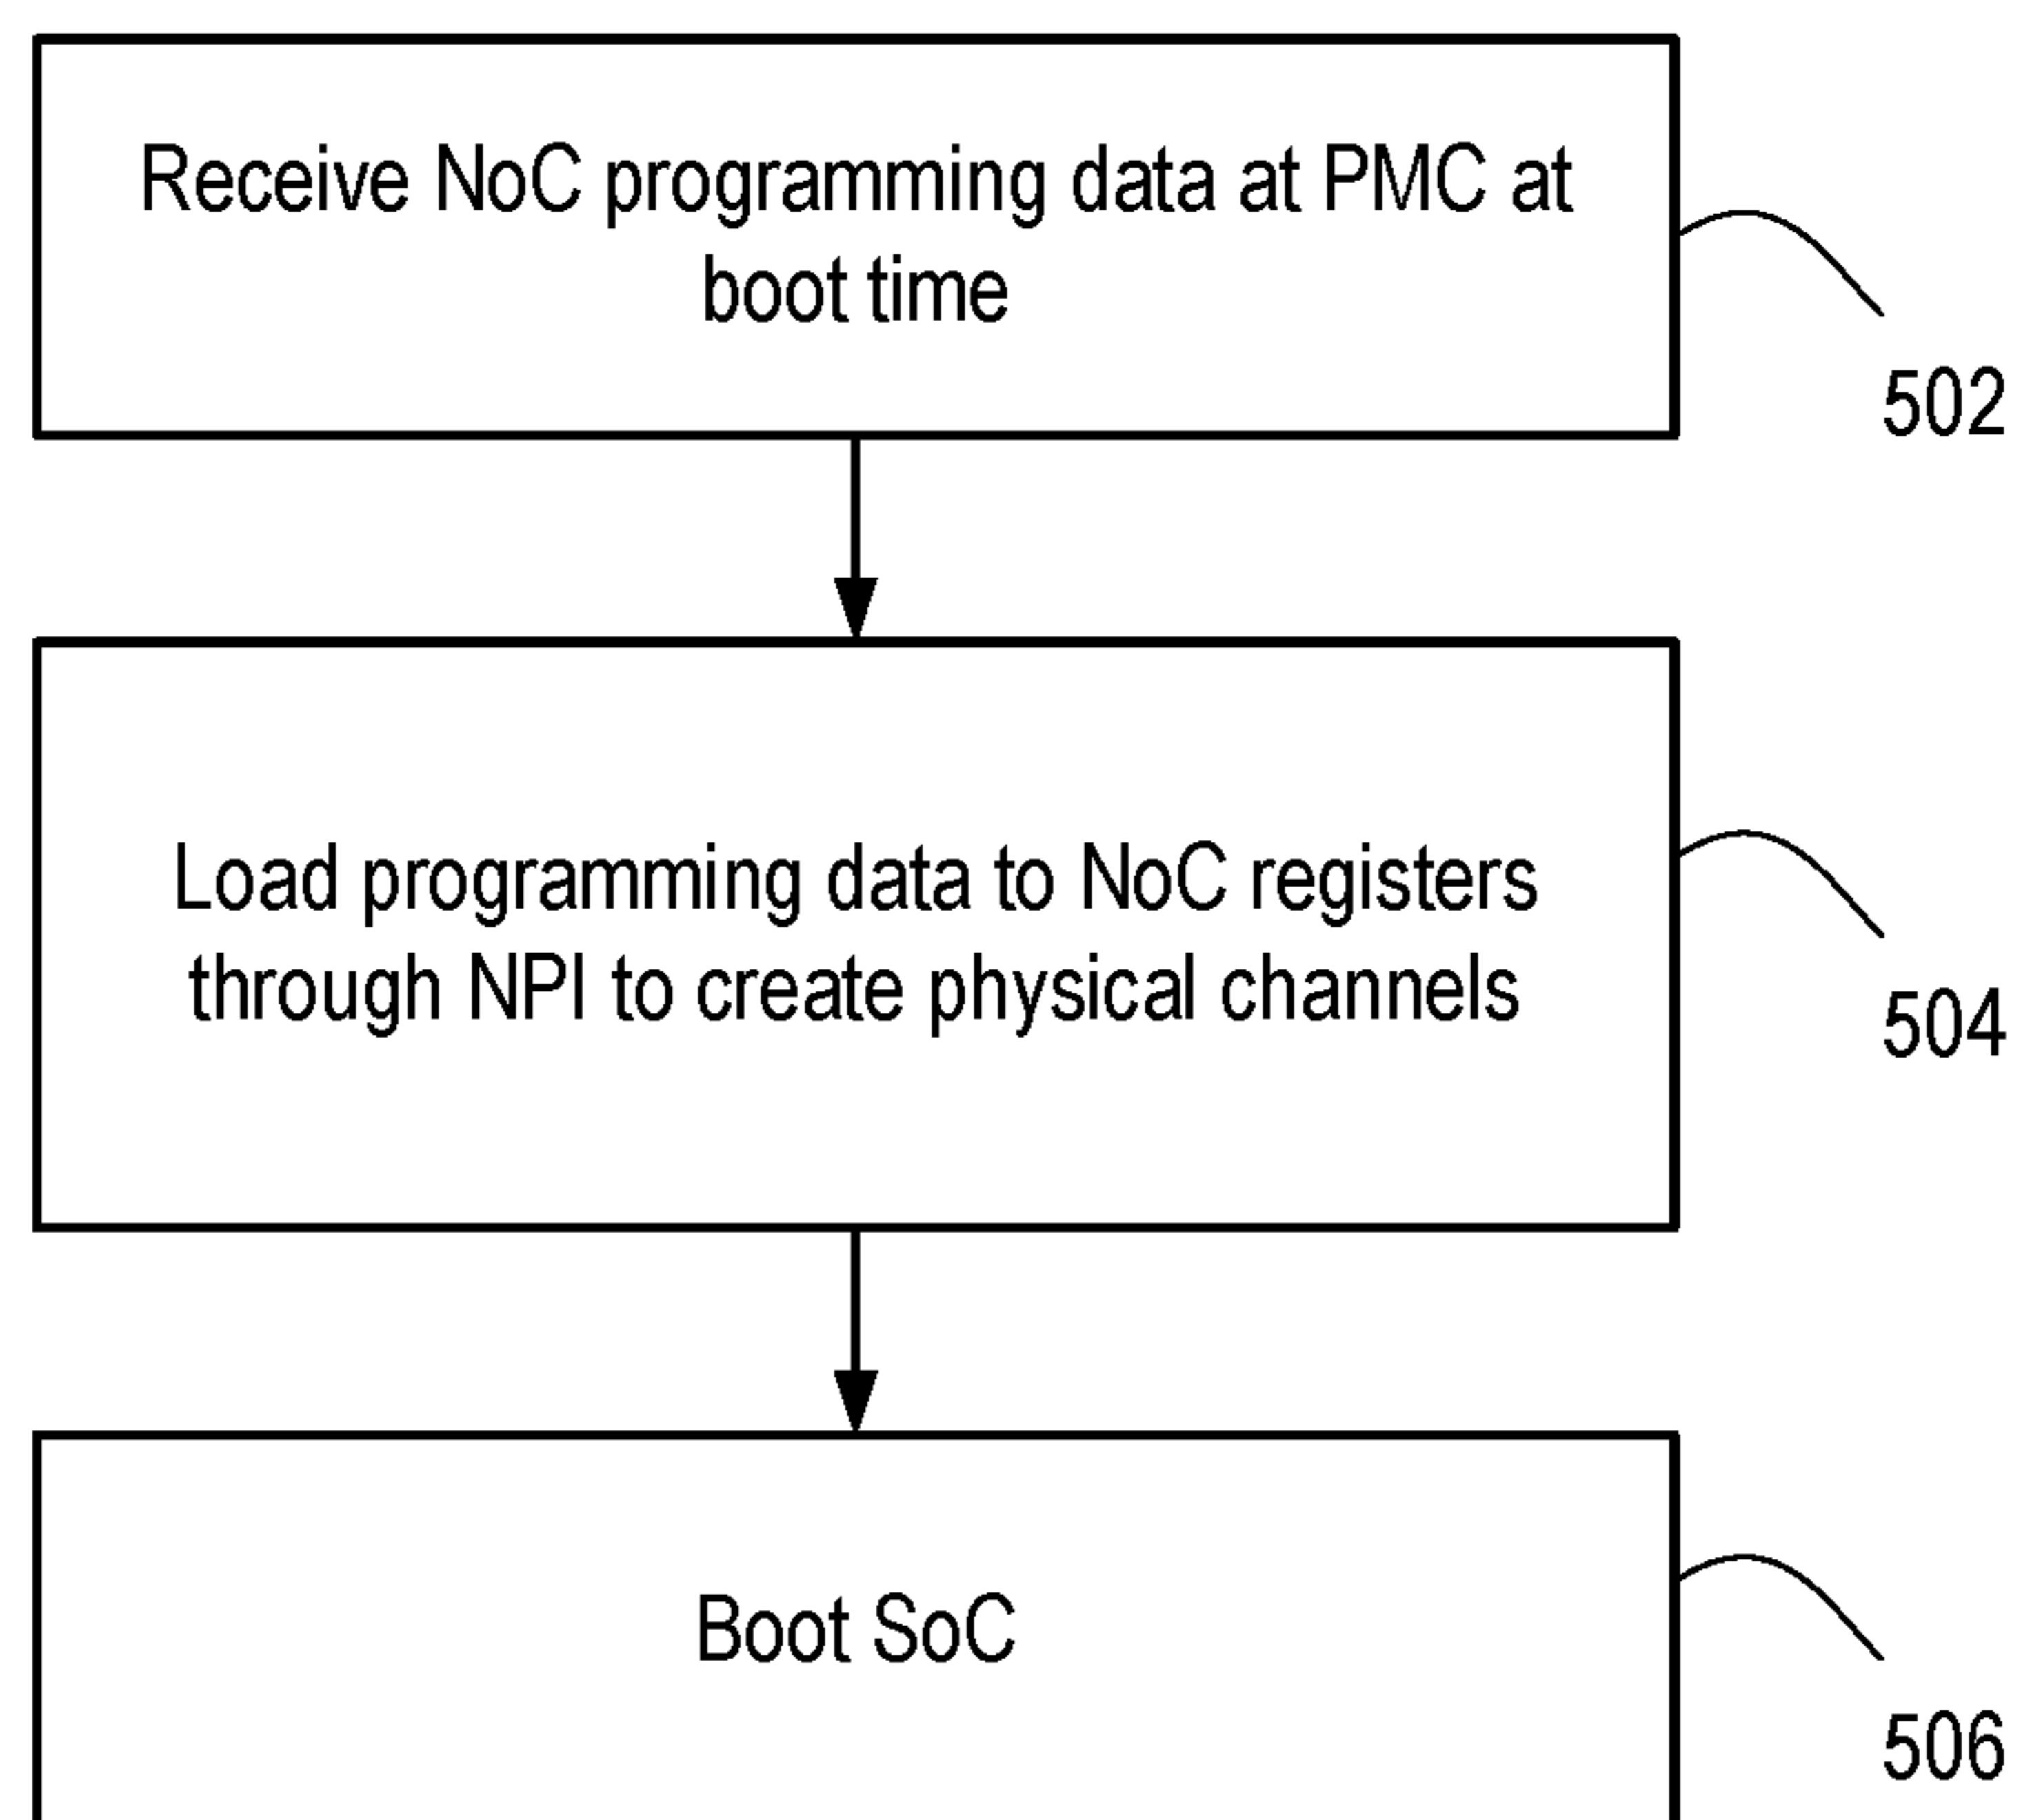 Receive NoC programming data at PMC at
boot time
502
Load programming data to NoC registers
through NPI to create physical channels
504
Boot SoC
506